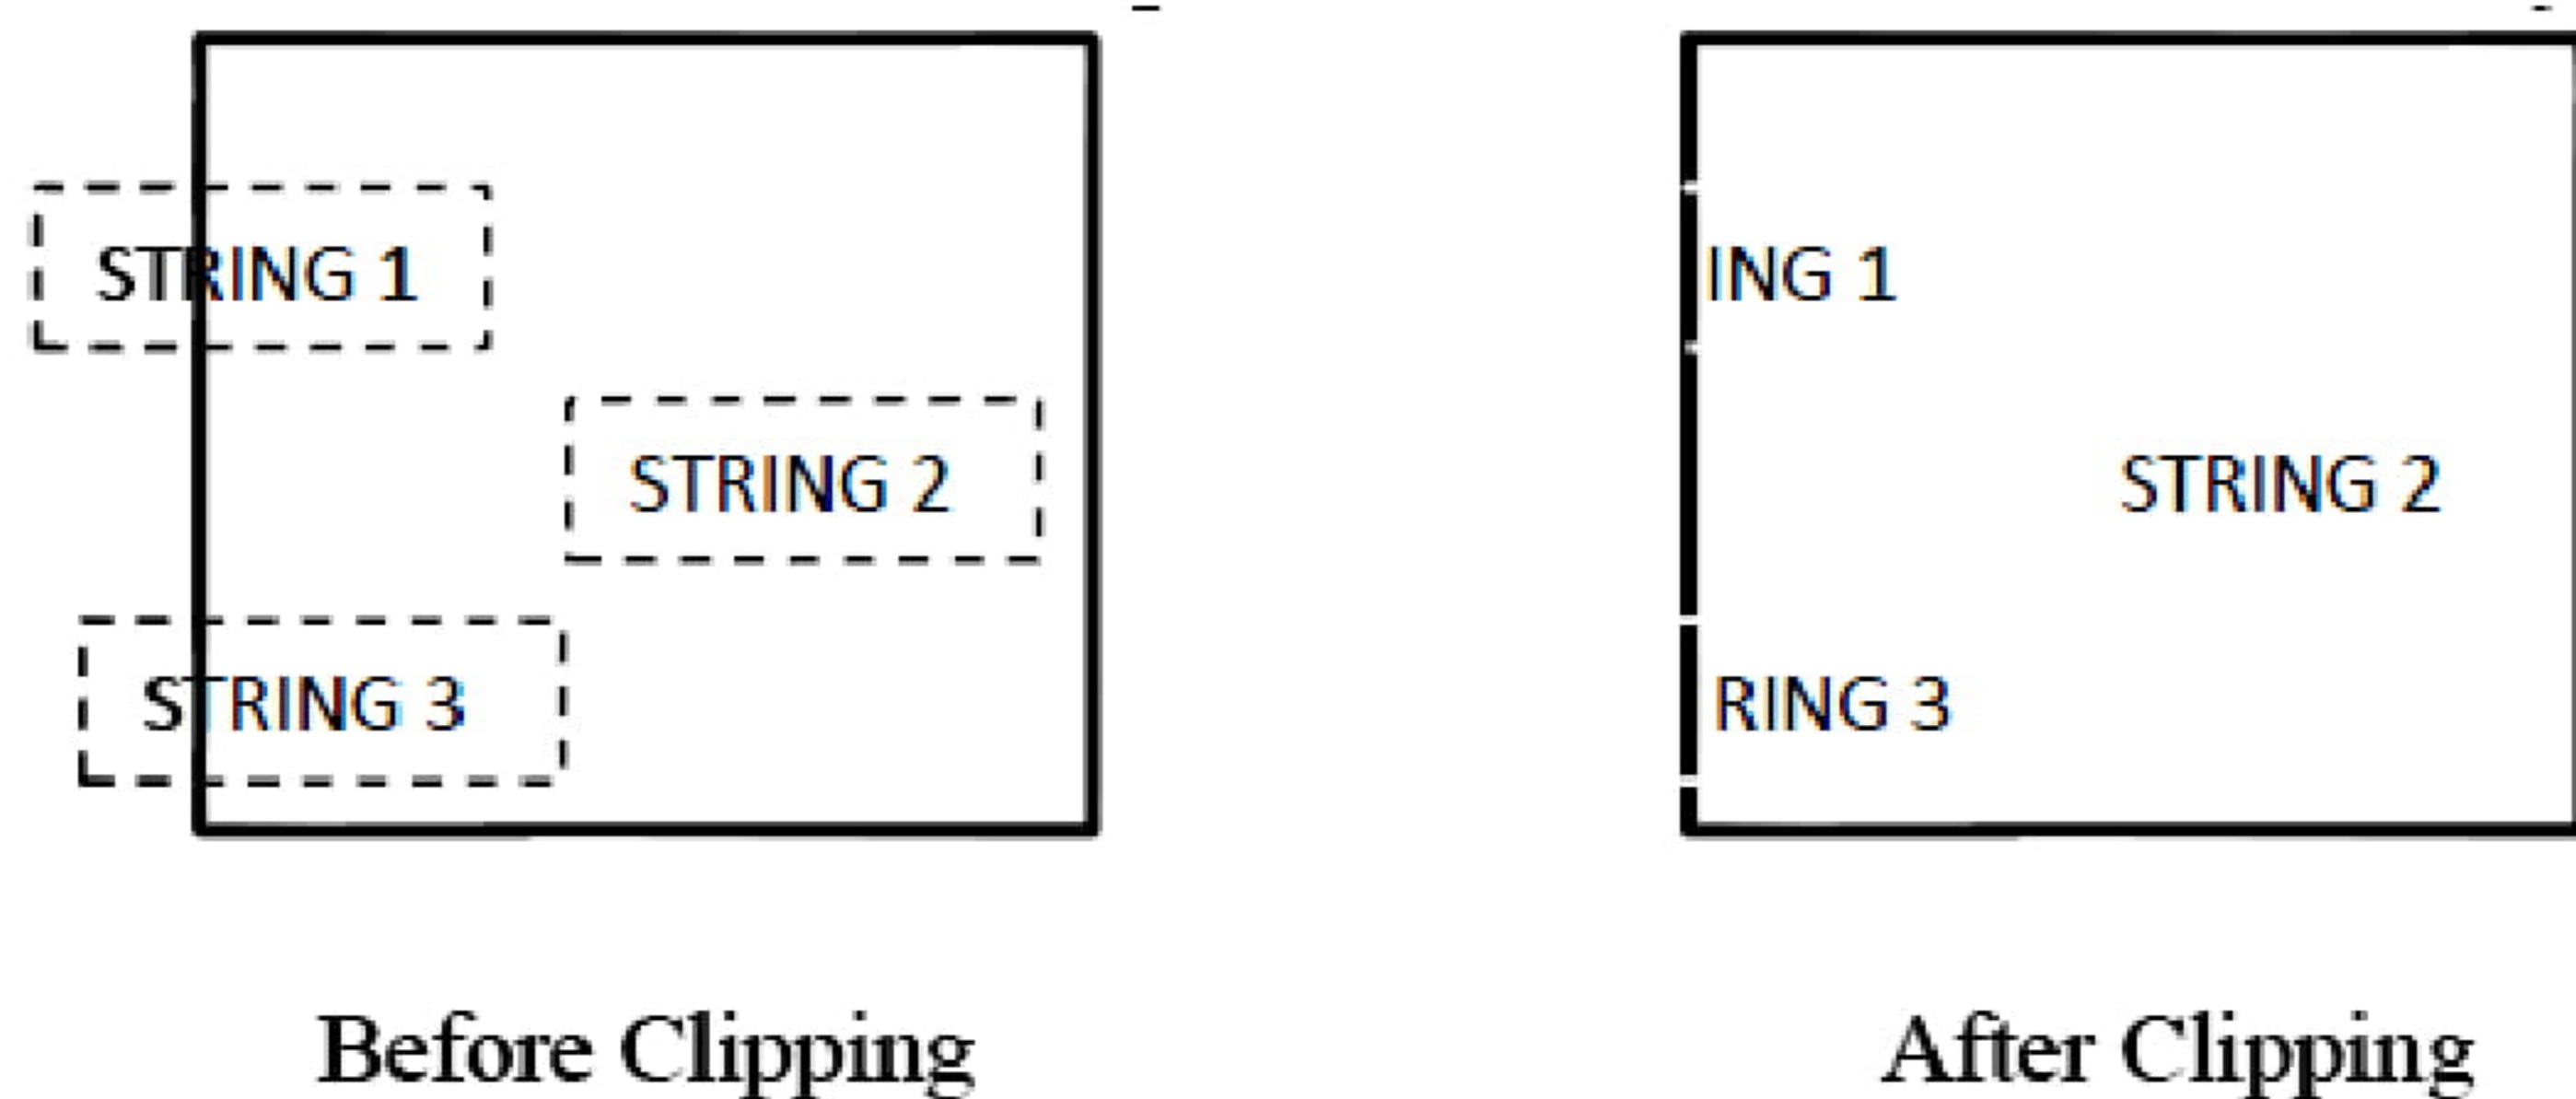 STRING 1
STRING 2
STRING 3
Before Clipping
ING 1
STRING 2
RING 3
After Clipping